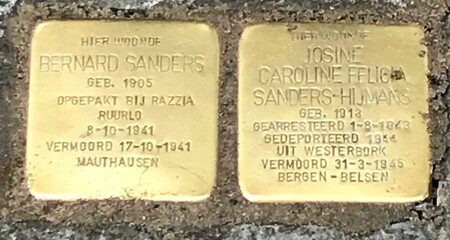 HIER WOONDE
BERNARD SANDERS
GEB. 1905
OPGEPAKT BIJ RAZZIA
RUURLO
8-10-1941
VERMOORD 17-10-1941
MAUTHAUSEN
HIER WOONDE
JOSINE
CAROLINE FELICIA
SANDERS-HIJMANS
GEB. 1913
GEARRESTEERD 1-8-1943
GEDEPORTEERD 1944
UIT WESTERBORK
VERMOORD 31-3-1945
BERGEN-BELSEN